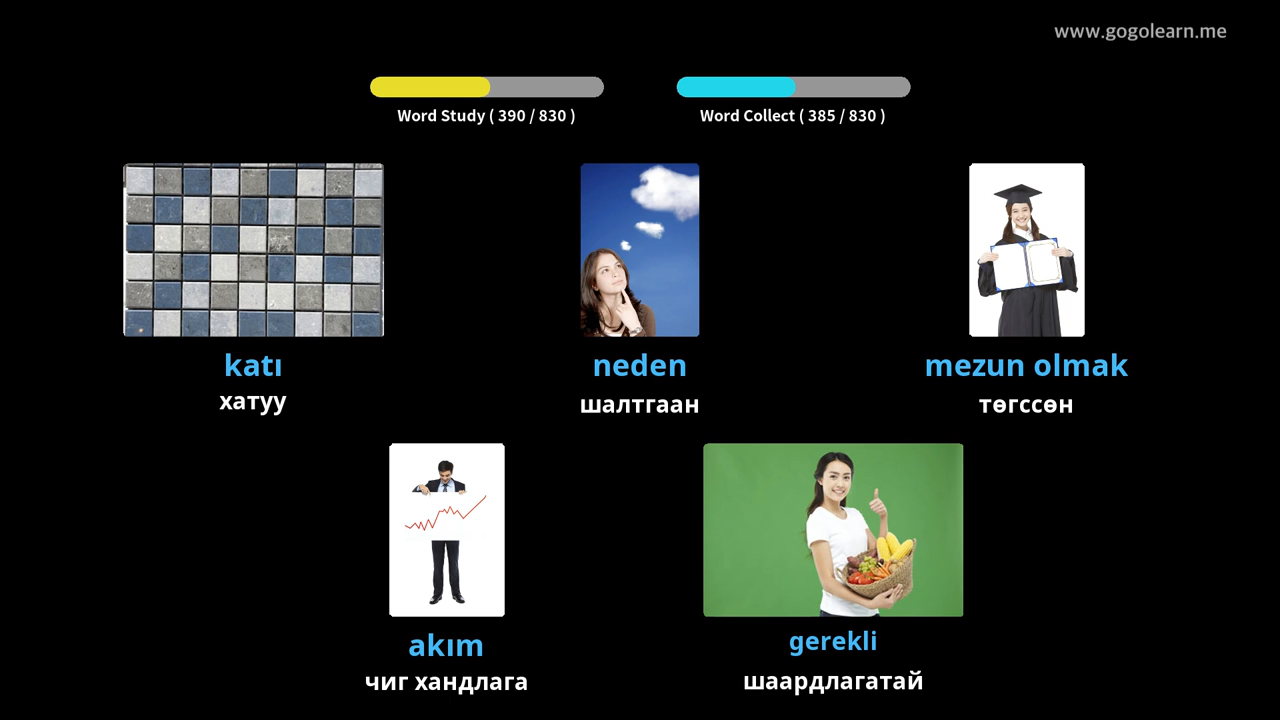 www.gogolearn.me
Word Study ( 390 / 830 )
Word Collect ( 385 / 830 )
katı
хатуу
neden
шалтгаан
mezun olmak
төгссөн
akım
чиг хандлага
gerekli
шаардлагатай